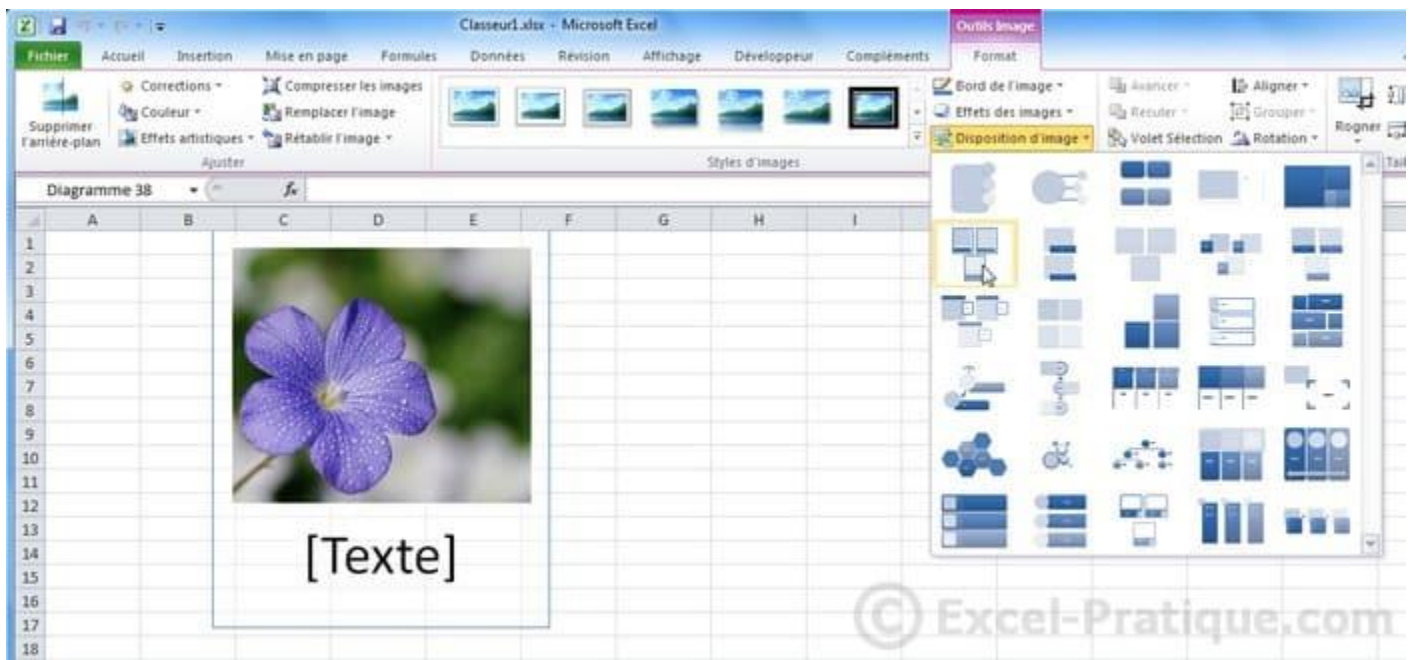 Classeur1.xlsx - Microsoft Excel Outils Image
Fichier Accueil Insertion Mise en page Formules Données Révision Affichage Développeur Compléments Format
Supprimer l'arrière-plan
Corrections
Couleur
Effets artistiques
Compresser les images
Remplacer l'image
Rétablir l'image
Ajuster
Styles d'images
Bord de l'image
Effets des images
Disposition d'image
Avancer
Reculer
Volet Sélection
Aligner
Grouper
Rotation
Rogner
Tail
Diagramme 38 fx
A B C D E F G H I
1
2
3
4
5
6
7
8
9
10
11
12
13
14
15
16
17
18
[Texte]
© Excel-Pratique.com